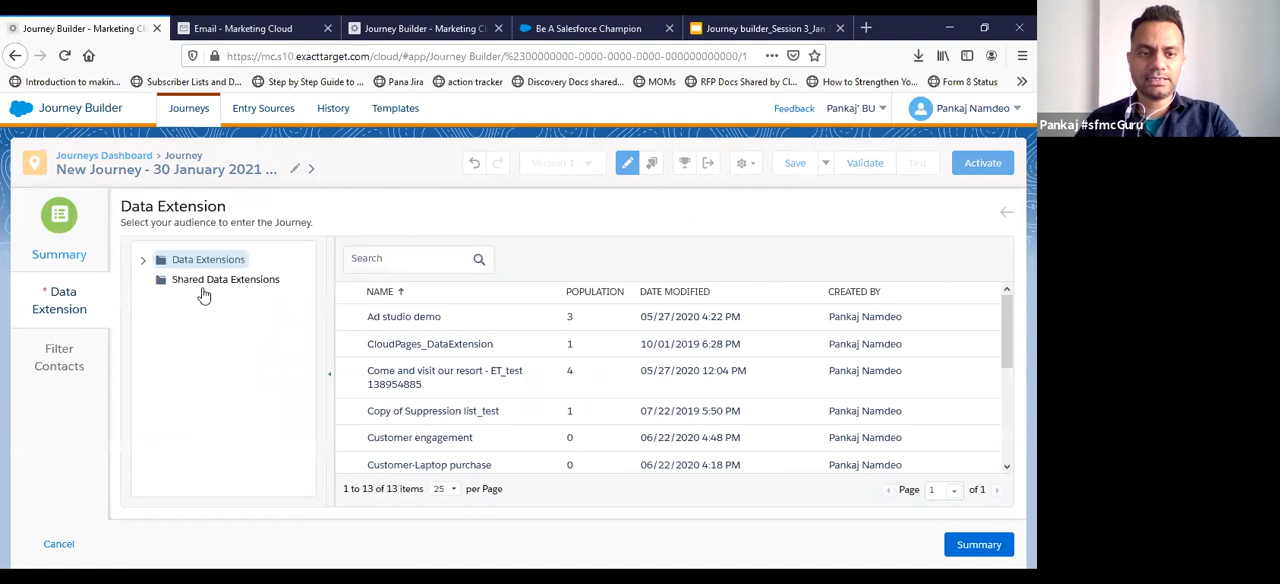 Journey Builder - Marketing Clo
Email - Marketing Cloud
Journey Builder - Marketing C
Be A Salesforce Champion
Journey builder_Session 3_Jan
https://mc.s10.exacttarget.com/cloud/#app/Journey Builder/%2300000000-0000-0000-0000-000000000000/1
Introduction to makin...
Subscriber Lists and D...
Step by Step Guide to ...
Pana Jira
Project tracker
Discovery Docs shared...
MOMs
RFP Docs Shared by Cl...
How to Strengthen Yo...
Form 8 Status
Journey Builder
Journeys
Entry Sources
History
Templates
Feedback
Pankaj' BU
Pankaj Namdeo
Pankaj #sfmcGuru
Journeys Dashboard > Journey
New Journey - 30 January 2021 ...
Version 1
Save
Validate
Test
Activate
Summary
* Data
Extension
Filter
Contacts
Data Extension
Select your audience to enter the Journey.
Data Extensions
Shared Data Extensions
Search
NAME ↑ POPULATION DATE MODIFIED CREATED BY
Ad studio demo 3 05/27/2020 4:22 PM Pankaj Namdeo
CloudPages_DataExtension 1 10/01/2019 6:28 PM Pankaj Namdeo
Come and visit our resort - ET_test 4 05/27/2020 12:04 PM Pankaj Namdeo
138954885
Copy of Suppression list_test 1 07/22/2019 5:50 PM Pankaj Namdeo
Customer engagement 0 06/22/2020 4:48 PM Pankaj Namdeo
Customer-Laptop purchase 0 06/22/2020 4:18 PM Pankaj Namdeo
1 to 13 of 13 items 25 per Page
Page 1 of 1
Cancel
Summary